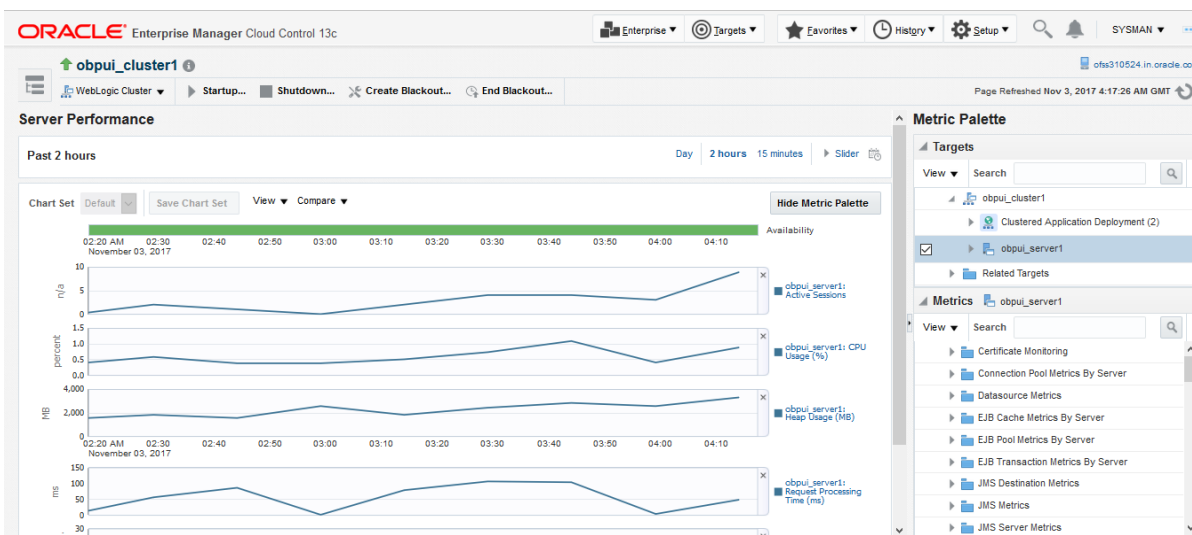 ORACLE Enterprise Manager Cloud Control 13c
Enterprise Targets Favorites History Setup SYSMAN
obpui_cluster1
ofss310524.in.oracle.co
WebLogic Cluster Startup... Shutdown... Create Blackout... End Blackout...
Page Refreshed Nov 3, 2017 4:17:26 AM GMT
Server Performance
Past 2 hours
Day 2 hours 15 minutes Slider
Chart Set Default Save Chart Set View Compare
Hide Metric Palette
Availability
02:20 AM 02:30 02:40 02:50 03:00 03:10 03:20 03:30 03:40 03:50 04:00 04:10
November 03, 2017
10
5
0
n/a
obpui_server1:
Active Sessions
1.5
1.0
0.5
0.0
percent
obpui_server1: CPU
Usage (%)
4,000
2,000
0
MB
obpui_server1:
Heap Usage (MB)
02:20 AM 02:30 02:40 02:50 03:00 03:10 03:20 03:30 03:40 03:50 04:00 04:10
November 03, 2017
150
100
50
0
ms
obpui_server1:
Request Processing
Time (ms)
30
Metric Palette
Targets
View Search
obpui_cluster1
Clustered Application Deployment (2)
obpui_server1
Related Targets
Metrics obpui_server1
View Search
Certificate Monitoring
Connection Pool Metrics By Server
Datasource Metrics
EJB Cache Metrics By Server
EJB Pool Metrics By Server
EJB Transaction Metrics By Server
JMS Destination Metrics
JMS Metrics
JMS Server Metrics